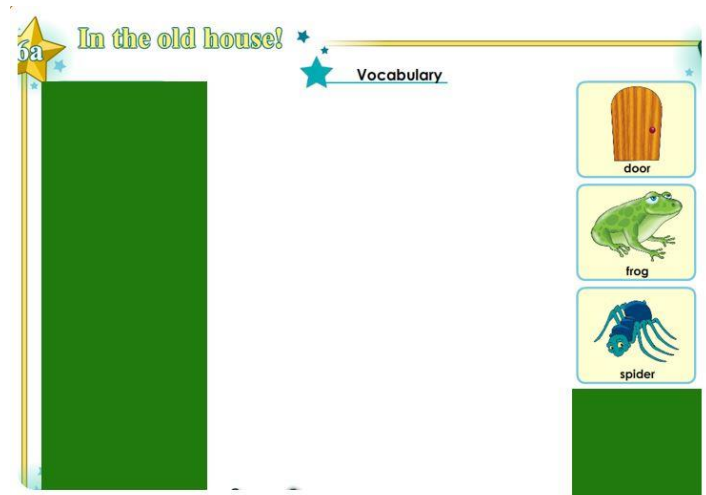 6a
In the old house!
Vocabulary
door
frog
spider